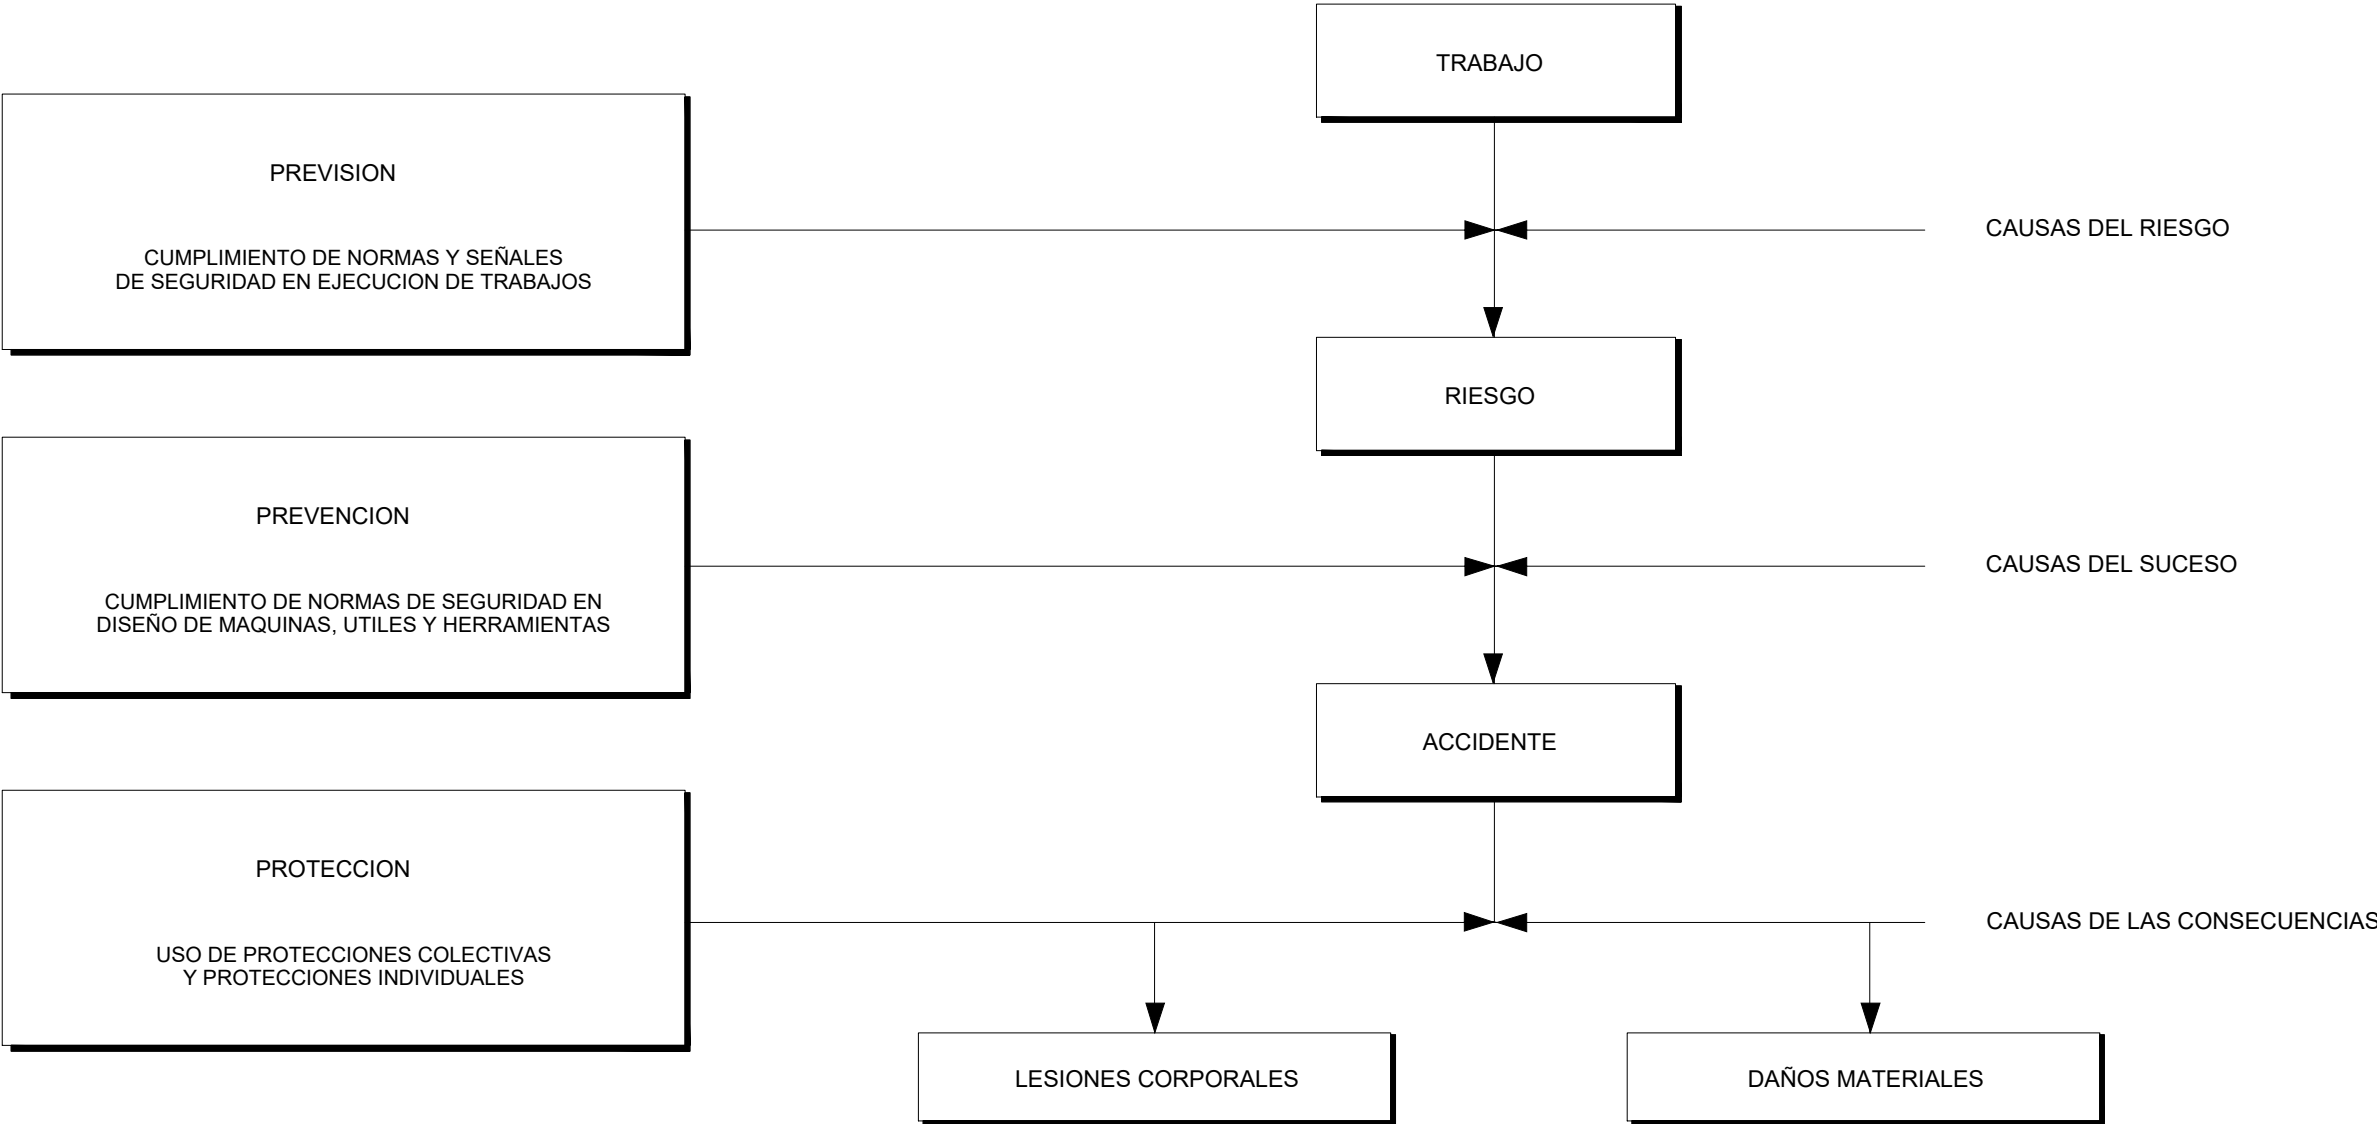 TRABAJO
PREVISION
CUMPLIMIENTO DE NORMAS Y SEÑALES
DE SEGURIDAD EN EJECUCION DE TRABAJOS
CAUSAS DEL RIESGO
RIESGO
PREVENCION
CUMPLIMIENTO DE NORMAS DE SEGURIDAD EN
DISEÑO DE MAQUINAS, UTILES Y HERRAMIENTAS
CAUSAS DEL SUCESO
ACCIDENTE
PROTECCION
USO DE PROTECCIONES COLECTIVAS
Y PROTECCIONES INDIVIDUALES
CAUSAS DE LAS CONSECUENCIAS
LESIONES CORPORALES
DAÑOS MATERIALES